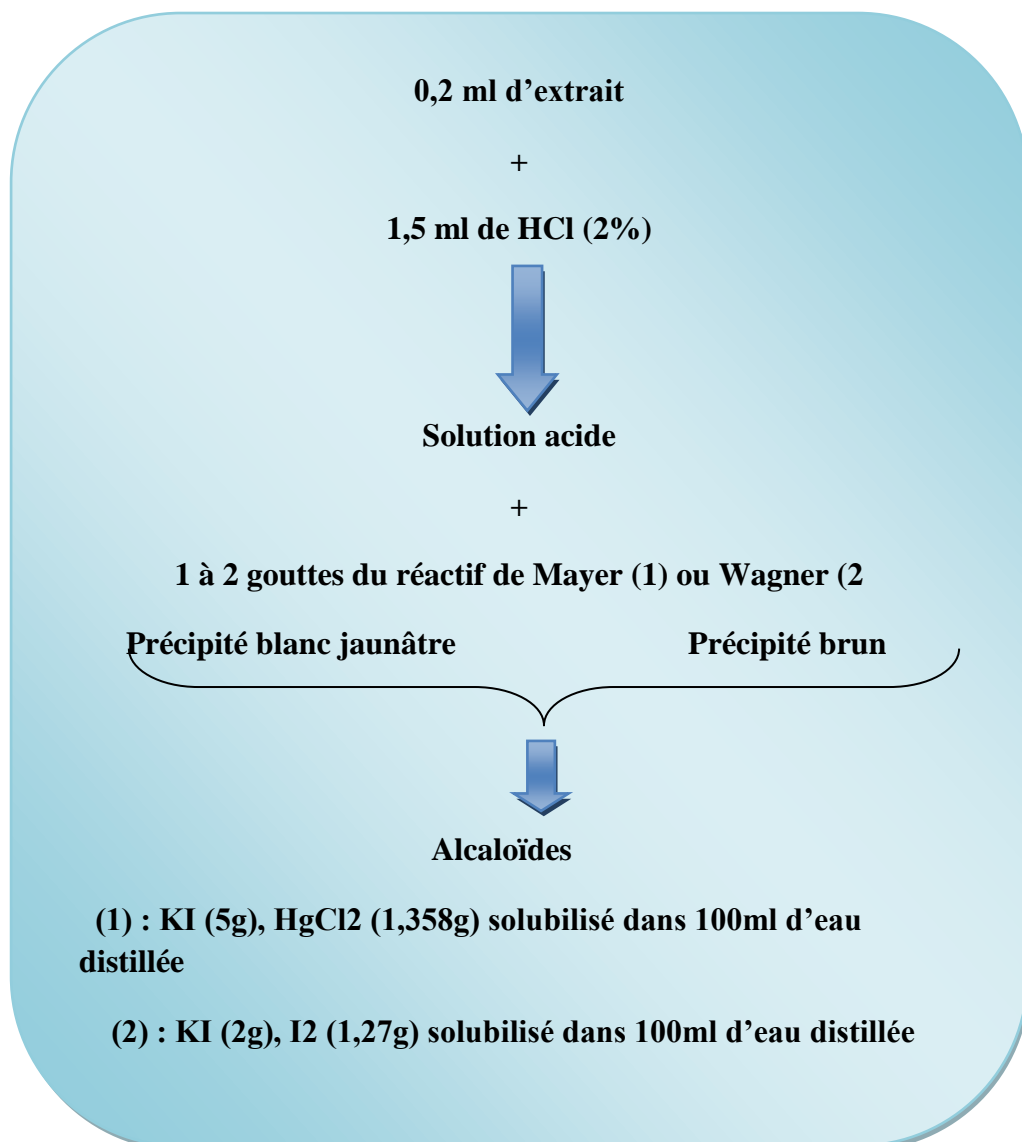 0,2 ml d’extrait
+
1,5 ml de HCl (2%)
Solution acide
+
1 à 2 gouttes du réactif de Mayer (1) ou Wagner (2
Précipité blanc jaunâtre Précipité brun
Alcaloïdes
(1) : KI (5g), HgCl2 (1,358g) solubilisé dans 100ml d’eau
distillée
(2) : KI (2g), I2 (1,27g) solubilisé dans 100ml d’eau distillée